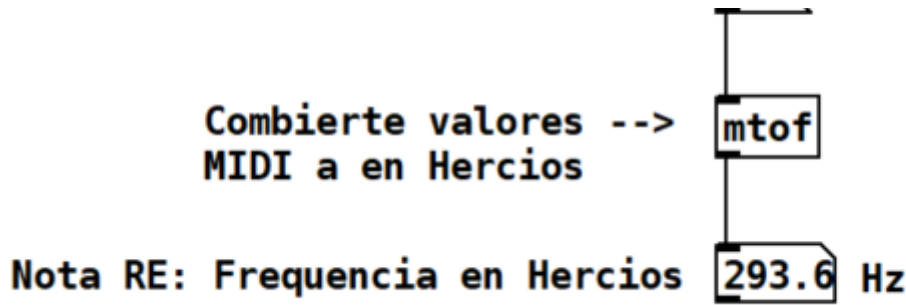 Combierte valores --> mtof
MIDI a en Hercios
Nota RE: Frequencia en Hercios 293.6 Hz